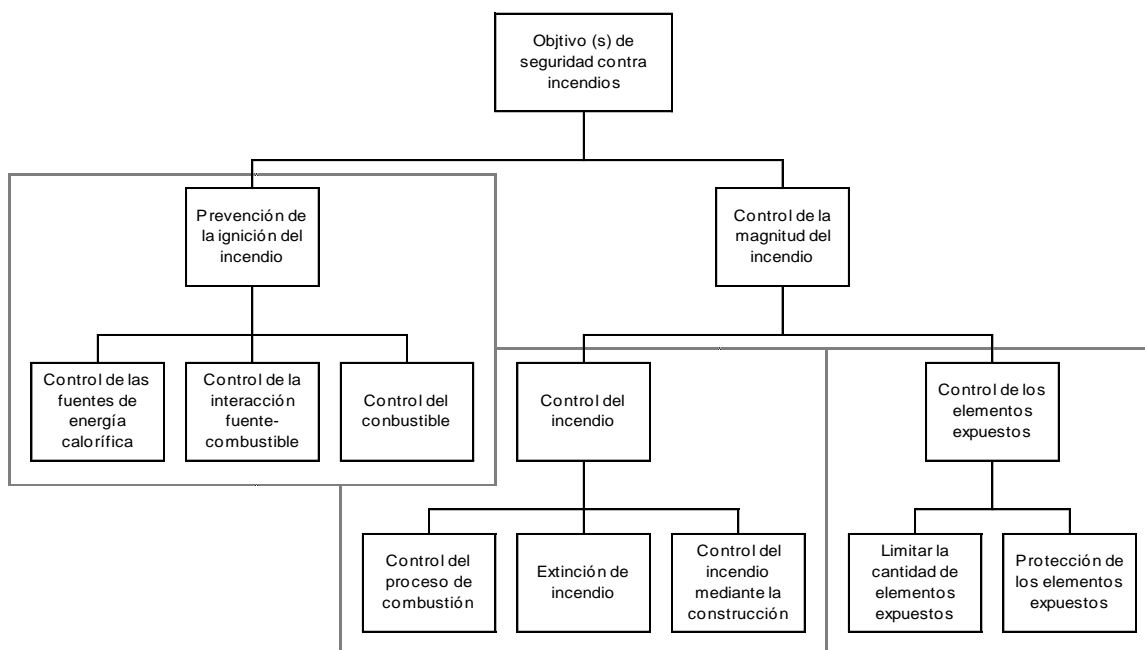 Objtivo (s) de
seguridad contra
incendios
Prevención de
la ignición del
incendio
Control de la
magnitud del
incendio
Control de las
fuentes de
energía
calorífica
Control de la
interacción
fuente-
combustible
Control del
conbustible
Control del
incendio
Control de los
elementos
expuestos
Control del
proceso de
combustión
Extinción de
incendio
Control del
incendio
mediante la
construcción
Limitar la
cantidad de
elementos
expuestos
Protección de
los elementos
expuestos